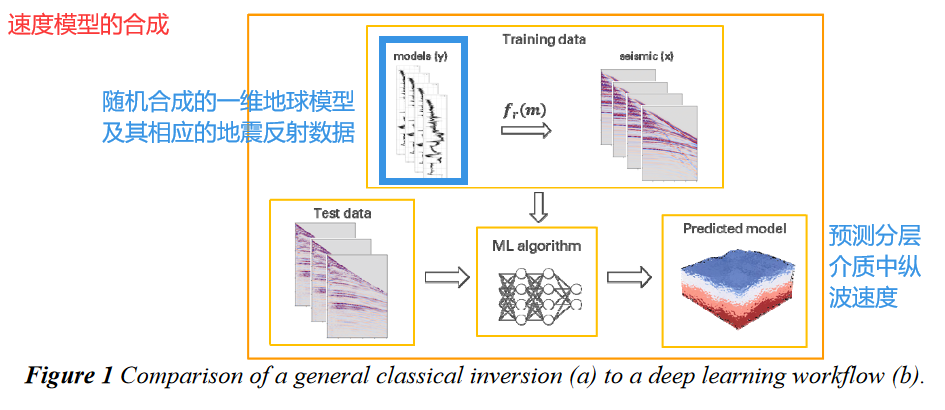 速度模型的合成
Training data
models (y)
seismic (x)
随机合成的一维地球模型
及其相应的地震反射数据
fr(m)
Test data
ML algorithm
Predicted model
预测分层
介质中纵
波速度
Figure 1 Comparison of a general classical inversion (a) to a deep learning workflow (b).